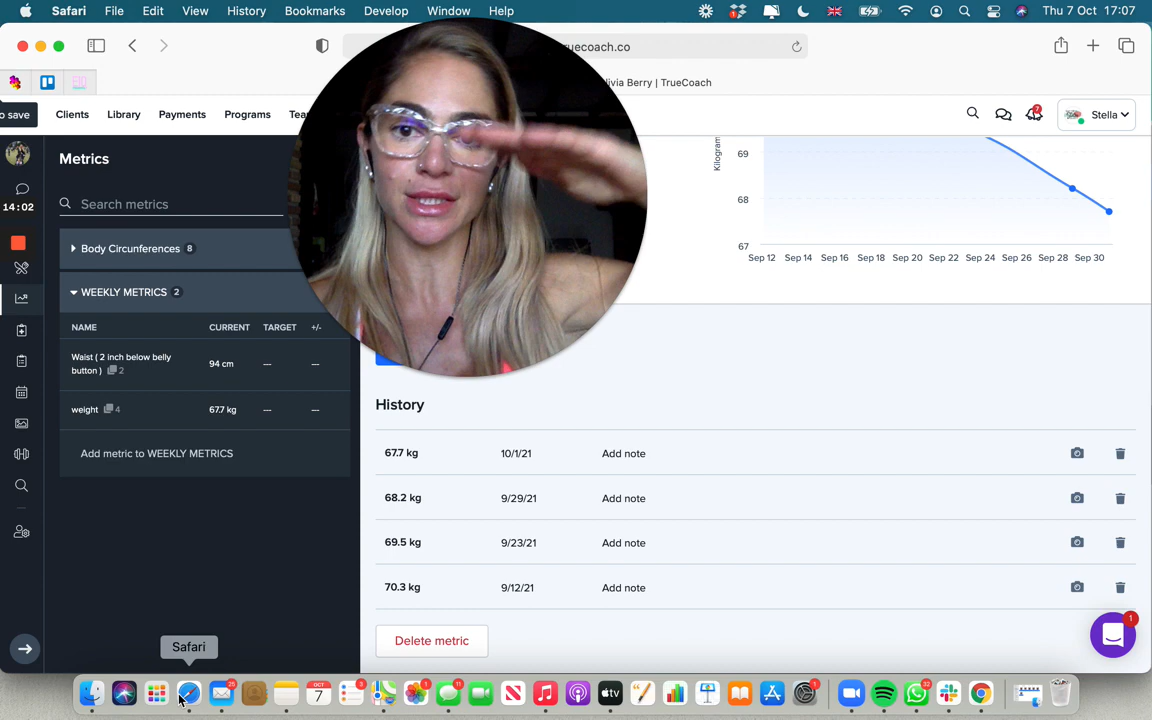 Safari File Edit View History Bookmarks Develop Window Help Thu 7 Oct 17:07
ruecoach.co
livia Berry | TrueCoach
o save Clients Library Payments Programs Tea Stella
7
14:02
Metrics
Search metrics
Body Circunferences 8
WEEKLY METRICS 2
NAME CURRENT TARGET +/-
Waist ( 2 inch below belly
button ) 2
94 cm --- ---
weight 4 67.7 kg --- ---
Add metric to WEEKLY METRICS
Kilogram
69
68
67
Sep 12 Sep 14 Sep 16 Sep 18 Sep 20 Sep 22 Sep 24 Sep 26 Sep 28 Sep 30
History
67.7 kg 10/1/21 Add note
68.2 kg 9/29/21 Add note
69.5 kg 9/23/21 Add note
70.3 kg 9/12/21 Add note
Delete metric
1
Safari